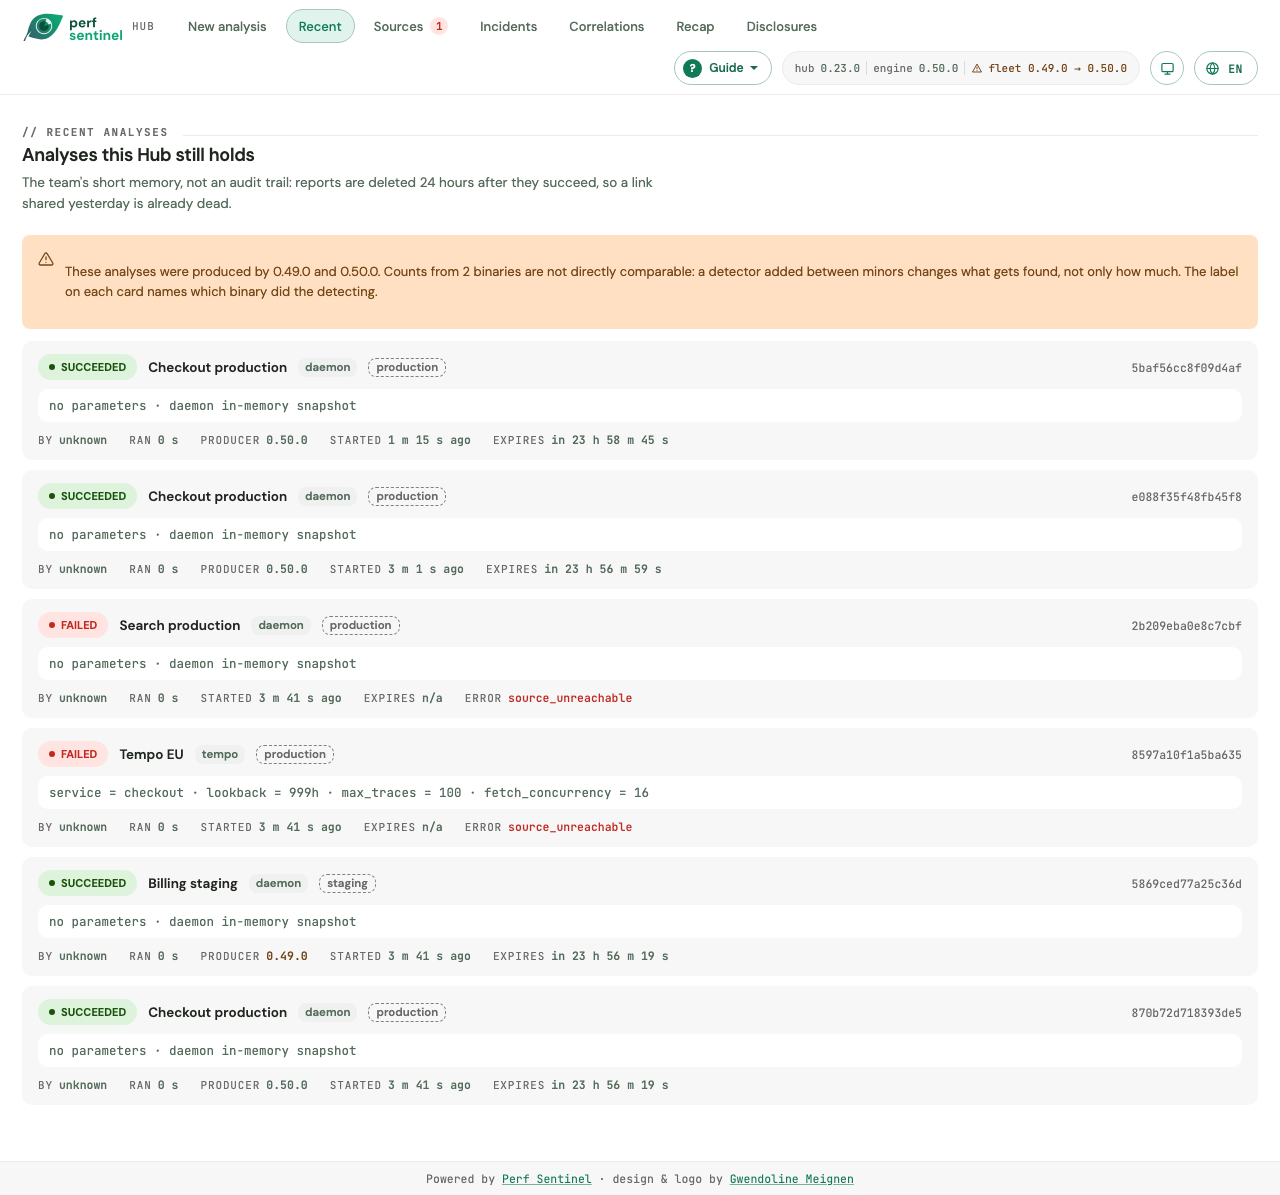 perf
sentinel
HUB
New analysis
Recent
Sources 1
Incidents
Correlations
Recap
Disclosures
? Guide
hub 0.23.0 engine 0.50.0 fleet 0.49.0 → 0.50.0
EN
// RECENT ANALYSES
Analyses this Hub still holds
The team's short memory, not an audit trail: reports are deleted 24 hours after they succeed, so a link
shared yesterday is already dead.
These analyses were produced by 0.49.0 and 0.50.0. Counts from 2 binaries are not directly comparable: a detector added between minors changes what gets found, not only how much. The label
on each card names which binary did the detecting.
SUCCEEDED Checkout production daemon production 5baf56cc8f09d4af
no parameters · daemon in-memory snapshot
BY unknown RAN 0 s PRODUCER 0.50.0 STARTED 1 m 15 s ago EXPIRES in 23 h 58 m 45 s
SUCCEEDED Checkout production daemon production e088f35f48fb45f8
no parameters · daemon in-memory snapshot
BY unknown RAN 0 s PRODUCER 0.50.0 STARTED 3 m 1 s ago EXPIRES in 23 h 56 m 59 s
FAILED Search production daemon production 2b209eba0e8c7cbf
no parameters · daemon in-memory snapshot
BY unknown RAN 0 s STARTED 3 m 41 s ago EXPIRES n/a ERROR source_unreachable
FAILED Tempo EU tempo production 8597a10f1a5ba635
service = checkout · lookback = 999h · max_traces = 100 · fetch_concurrency = 16
BY unknown RAN 0 s STARTED 3 m 41 s ago EXPIRES n/a ERROR source_unreachable
SUCCEEDED Billing staging daemon staging 5869ced77a25c36d
no parameters · daemon in-memory snapshot
BY unknown RAN 0 s PRODUCER 0.49.0 STARTED 3 m 41 s ago EXPIRES in 23 h 56 m 19 s
SUCCEEDED Checkout production daemon production 870b72d718393de5
no parameters · daemon in-memory snapshot
BY unknown RAN 0 s PRODUCER 0.50.0 STARTED 3 m 41 s ago EXPIRES in 23 h 56 m 19 s
Powered by Perf Sentinel · design & logo by Gwendoline Meignen